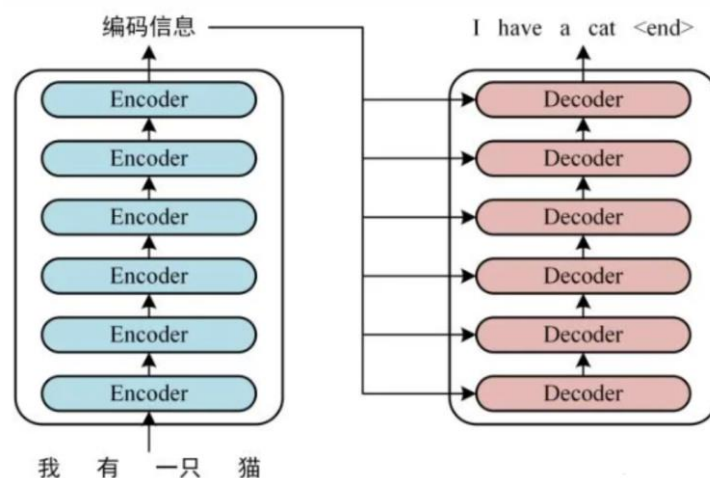 编码信息
I have a cat <end>
Encoder
Encoder
Encoder
Encoder
Encoder
Encoder
Decoder
Decoder
Decoder
Decoder
Decoder
Decoder
我 有 一只 猫